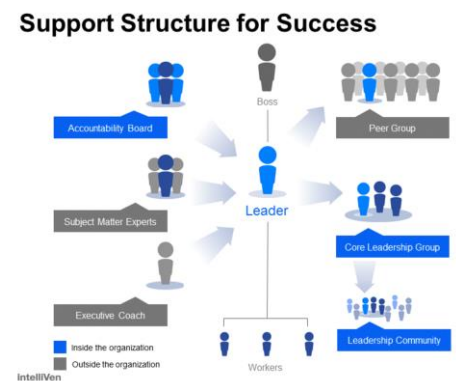 Support Structure for Success
Boss
Accountability Board
Peer Group
Leader
Subject Matter Experts
Core Leadership Group
Executive Coach
Leadership Community
Workers
Inside the organization
Outside the organization
intelliVen